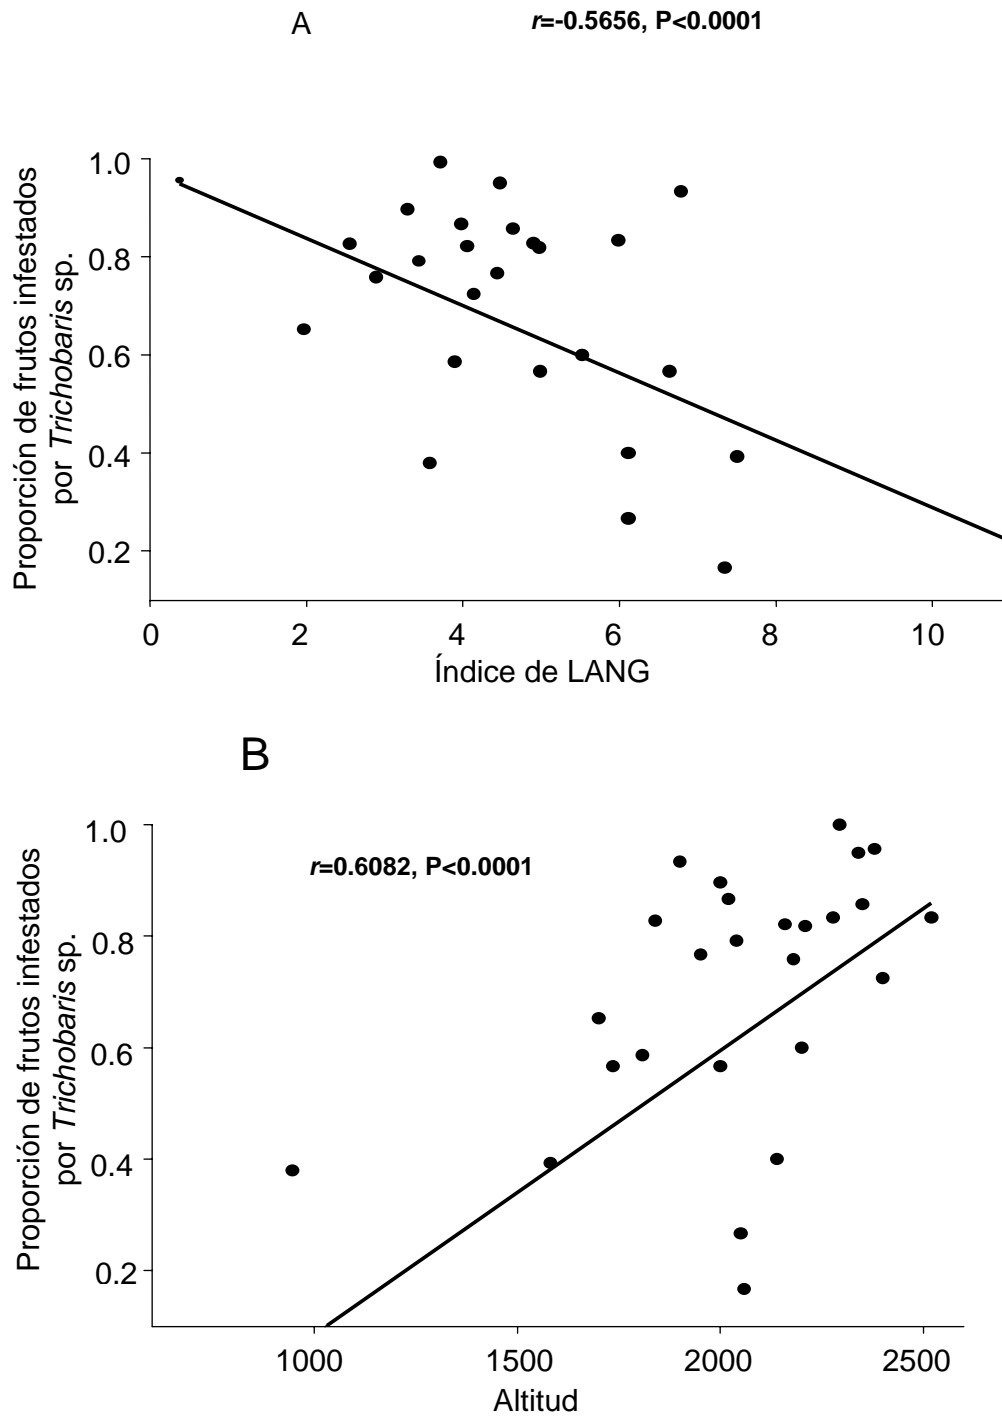 A
r=-0.5656, P<0.0001
Proporción de frutos infestados
por Trichobaris sp.
1.0
0.8
0.6
0.4
0.2
0 2 4 6 8 10
Índice de LANG
B
r=0.6082, P<0.0001
Proporción de frutos infestados
por Trichobaris sp.
1.0
0.8
0.6
0.4
0.2
1000 1500 2000 2500
Altitud